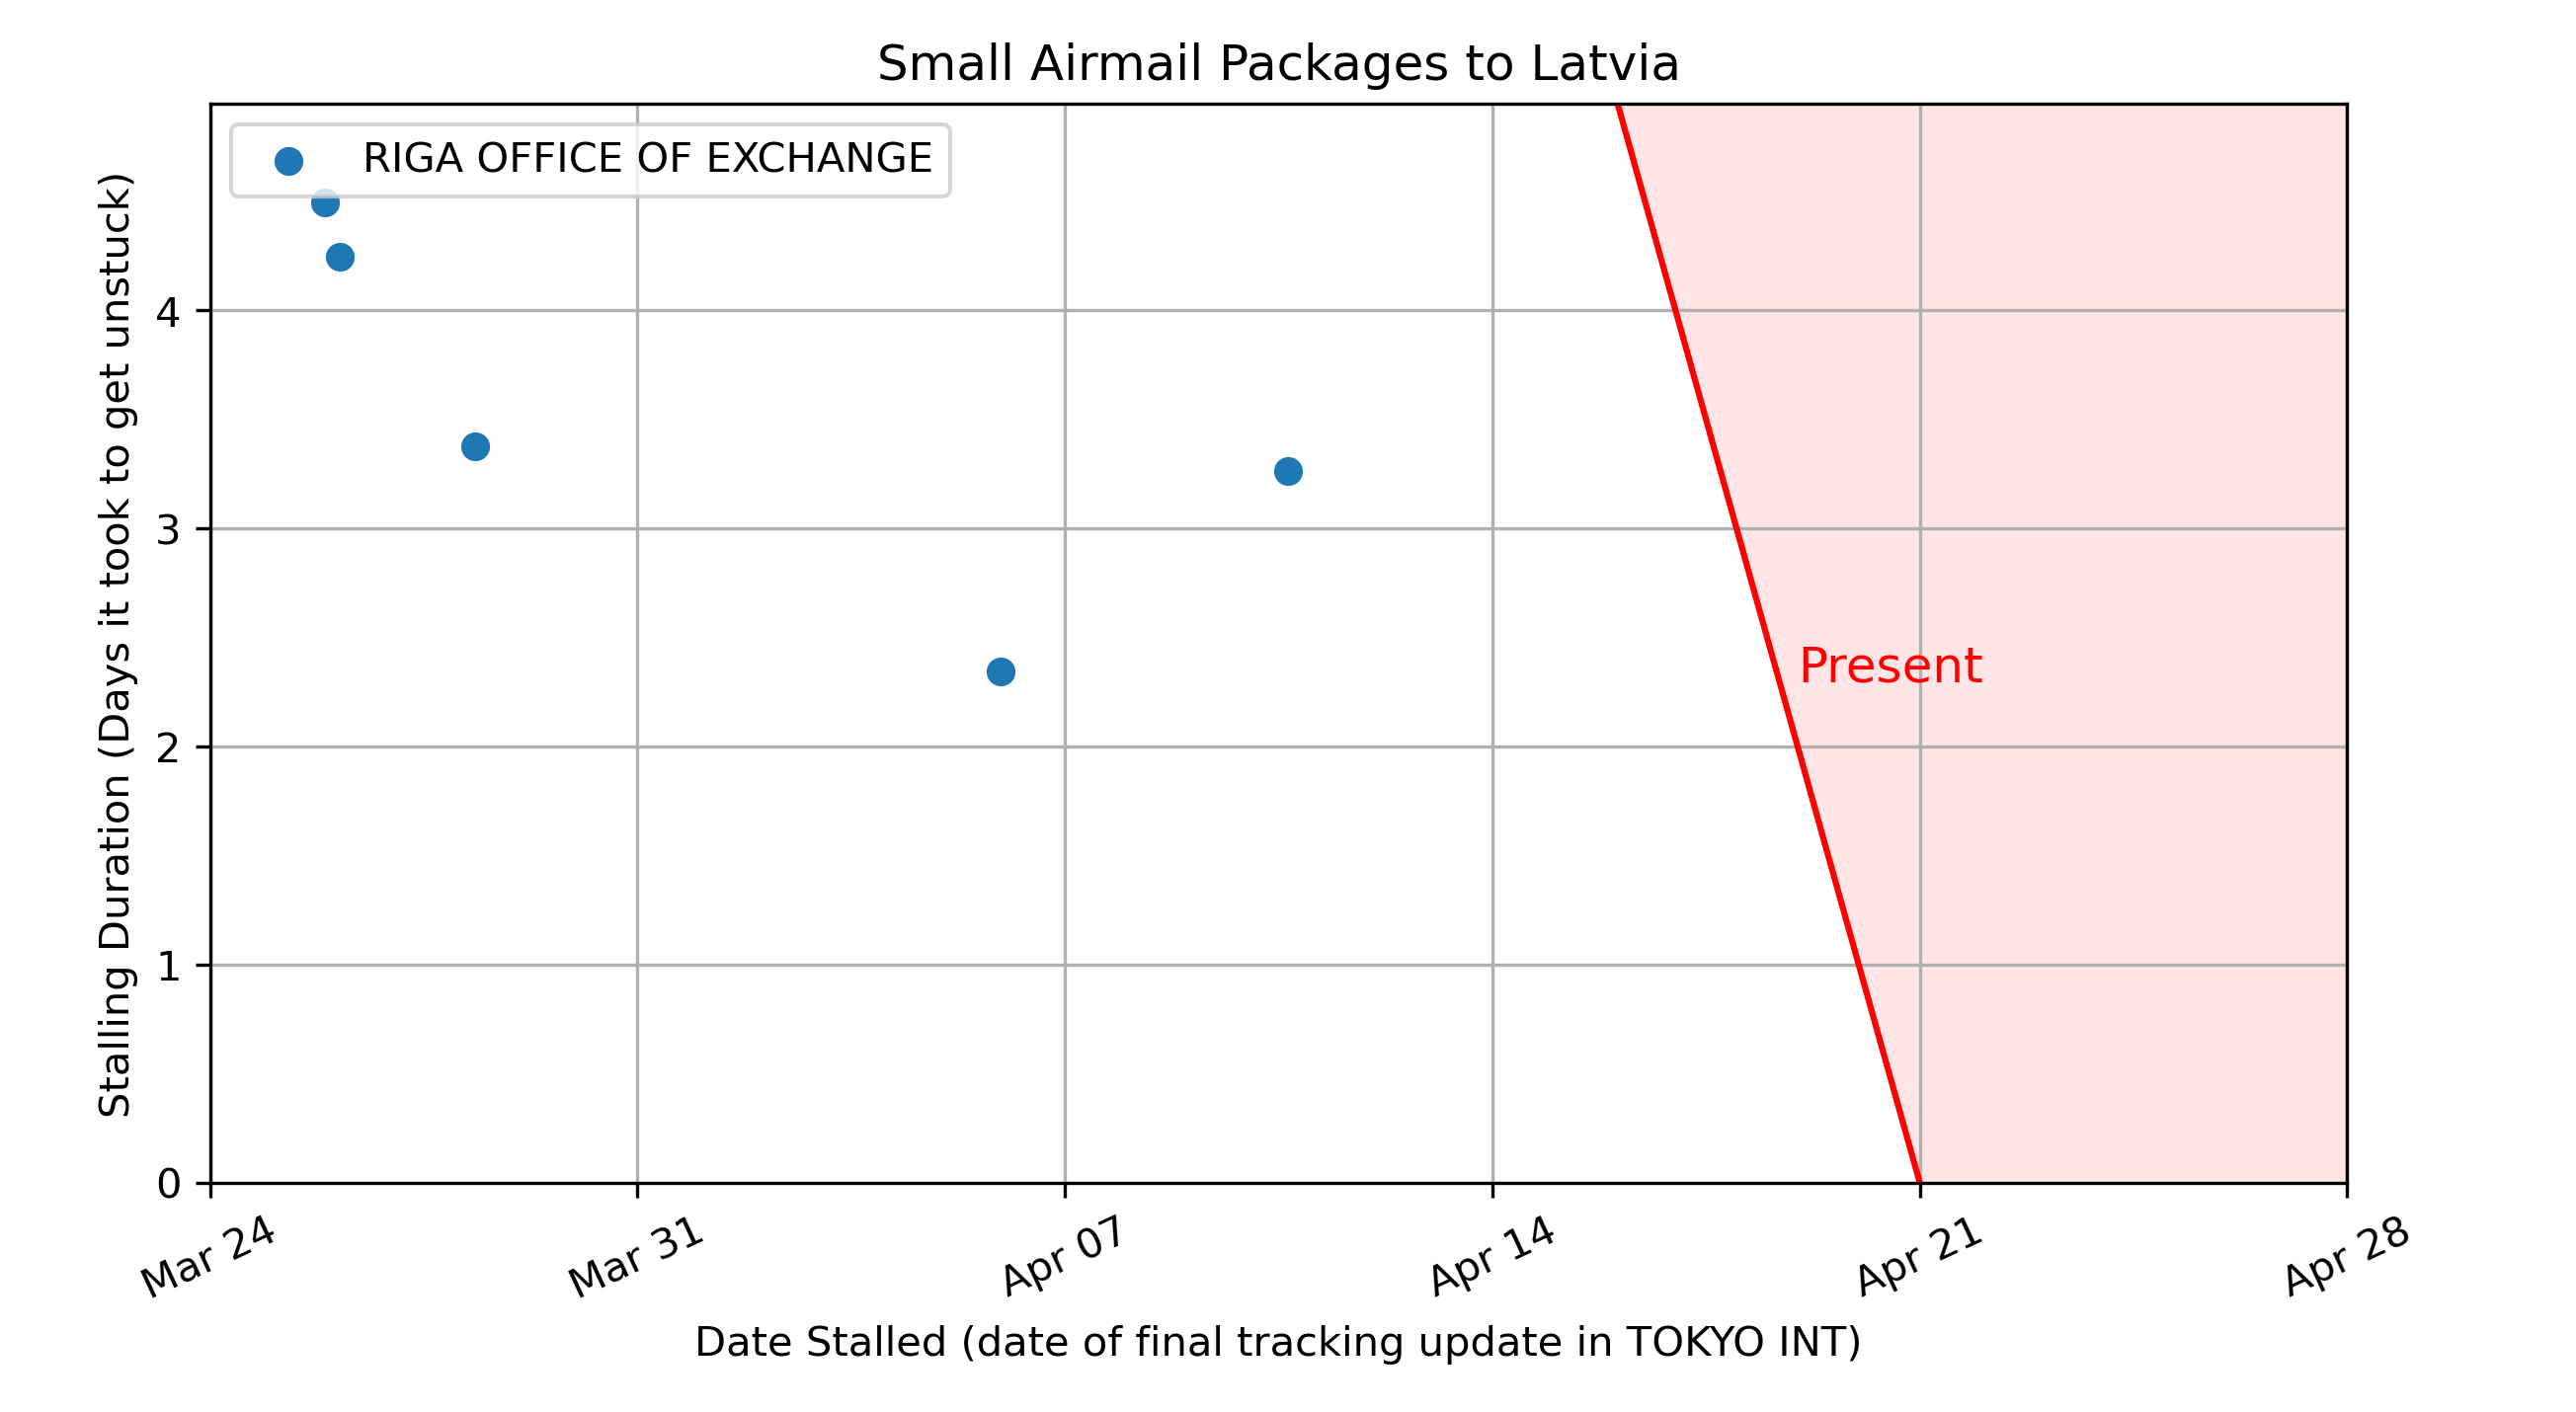 Small Airmail Packages to Latvia
RIGA OFFICE OF EXCHANGE
Stalling Duration (Days it took to get unstuck)
4
3
2
1
0
Present
Mar 24
Mar 31
Apr 07
Apr 14
Apr 21
Apr 28
Date Stalled (date of final tracking update in TOKYO INT)